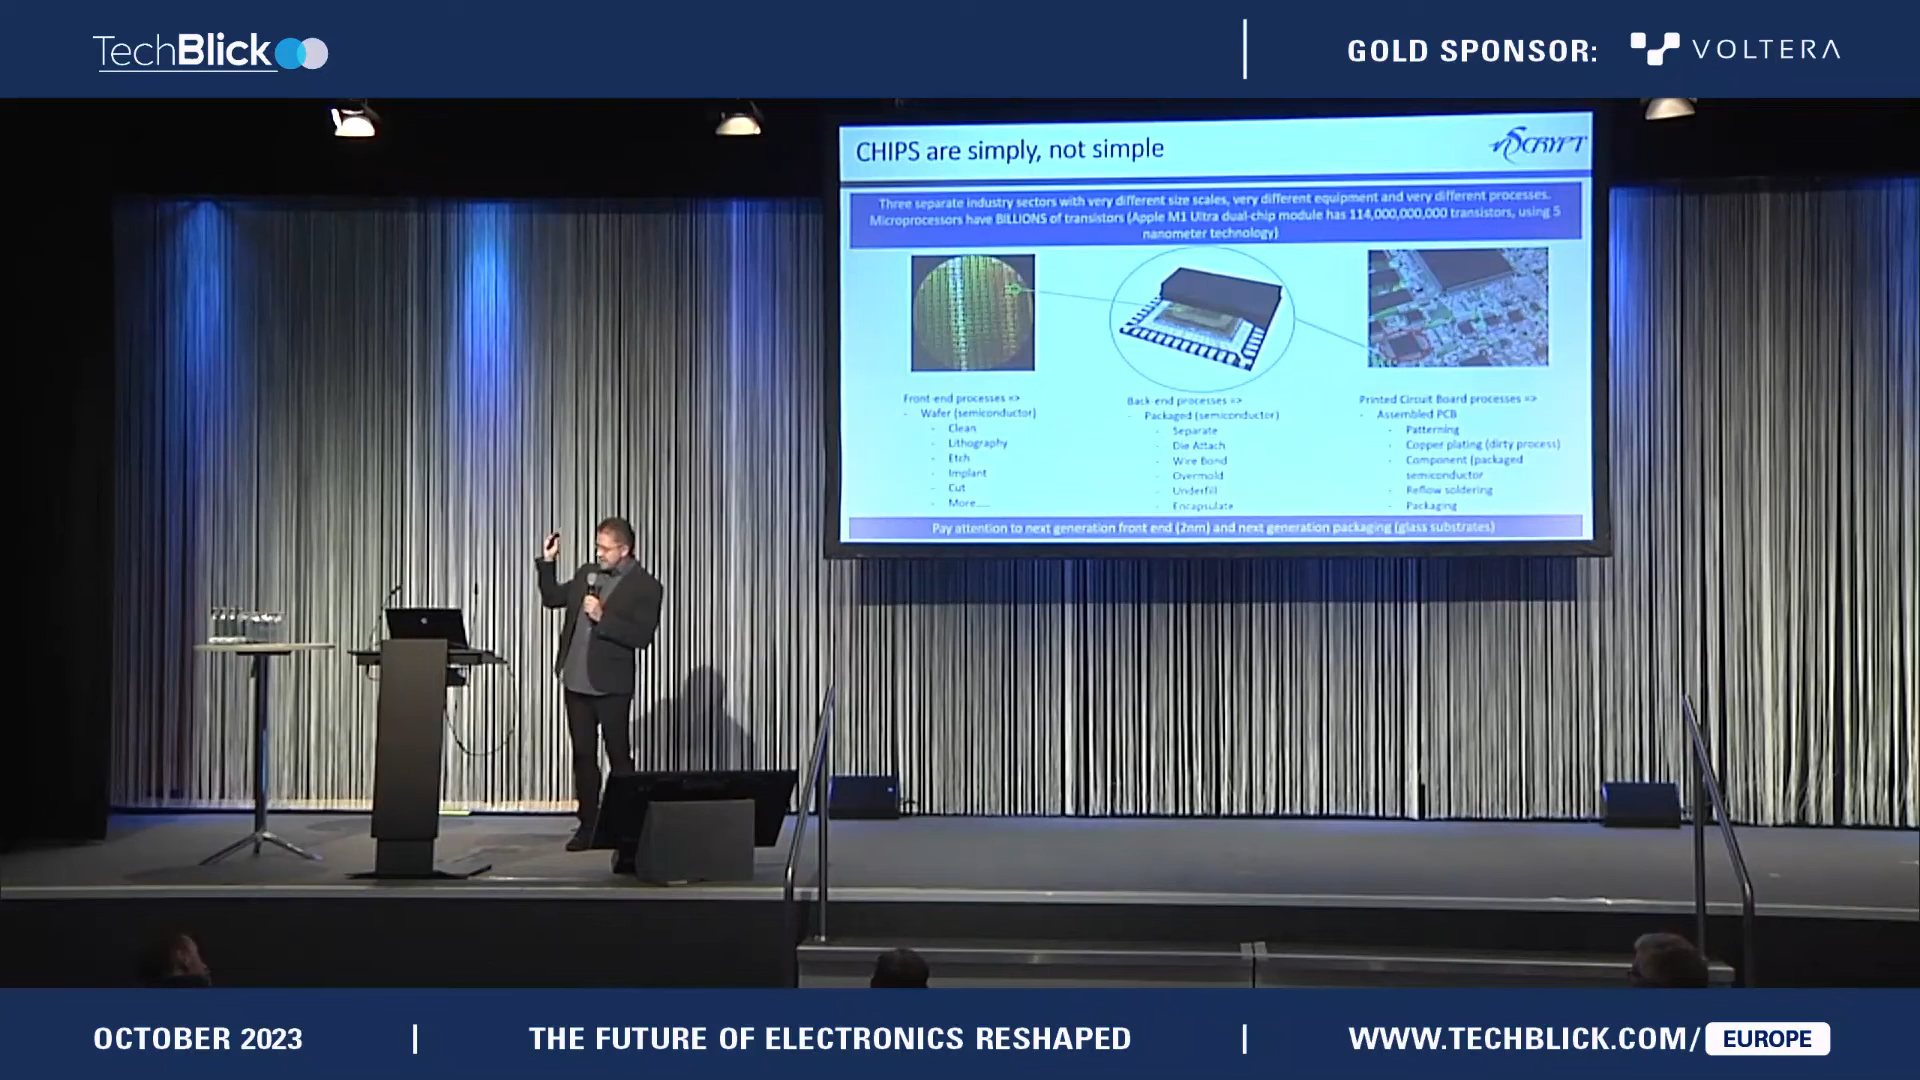 TechBlick
GOLD SPONSOR:
VOLTERA
CHIPS are simply, not simple
nScrypt
Three separate industry sectors with very different size scales, very different equipment and very different processes.
Microprocessors have BILLIONS of transistors (Apple M1 Ultra dual-chip module has 114,000,000,000 transistors, using 5
nanometer technology)
Front-end processes =>
- Wafer (semiconductor)
- Clean
- Lithography
- Etch
- Implant
- Cut
- More.....
Back-end processes =>
- Packaged (semiconductor)
- Separate
- Die Attach
- Wire Bond
- Overmold
- Underfill
- Encapsulate
Printed Circuit Board processes =>
- Assembled PCB
- Patterning
- Copper plating (dirty process)
- Component (packaged
semiconductor
- Reflow soldering
- Packaging
Pay attention to next generation front end (2nm) and next generation packaging (glass substrates)
OCTOBER 2023
THE FUTURE OF ELECTRONICS RESHAPED
WWW.TECHBLICK.COM/EUROPE